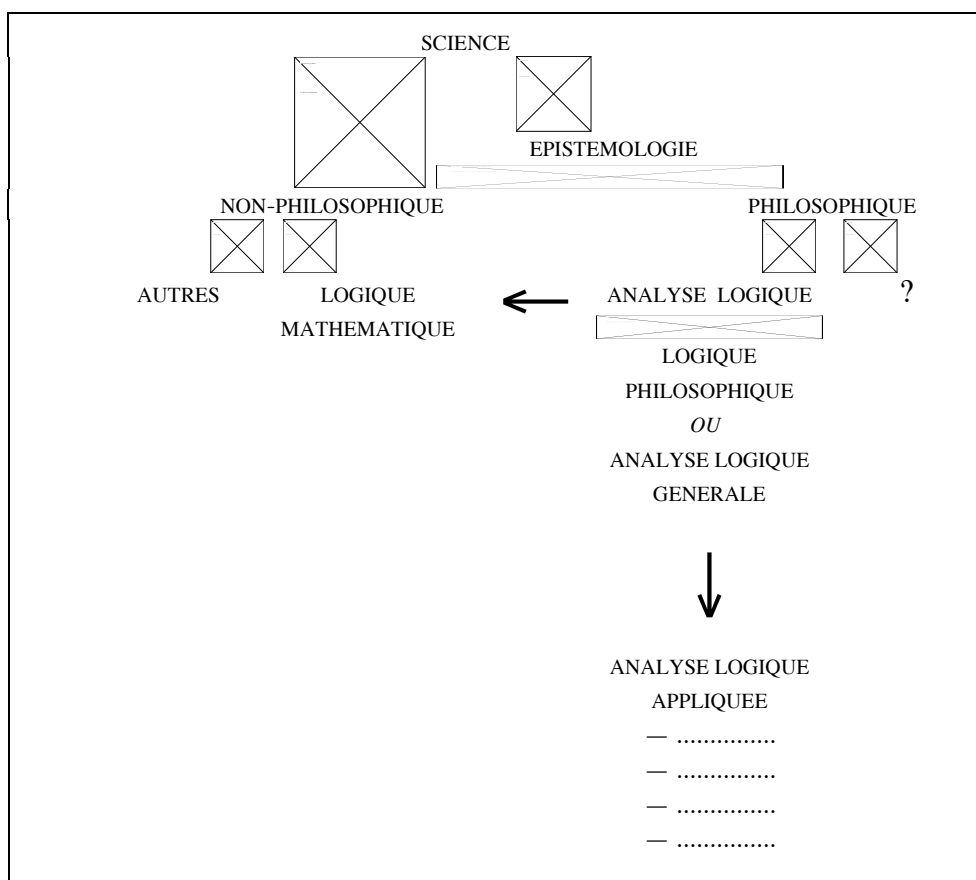 SCIENCE
EPISTEMOLOGIE
NON-PHILOSOPHIQUE PHILOSOPHIQUE
AUTRES LOGIQUE ANALYSE LOGIQUE ?
MATHEMATIQUE
LOGIQUE
PHILOSOPHIQUE
OU
ANALYSE LOGIQUE
GENERALE
ANALYSE LOGIQUE
APPLIQUEE
— ...............
— ...............
— ...............
— ...............